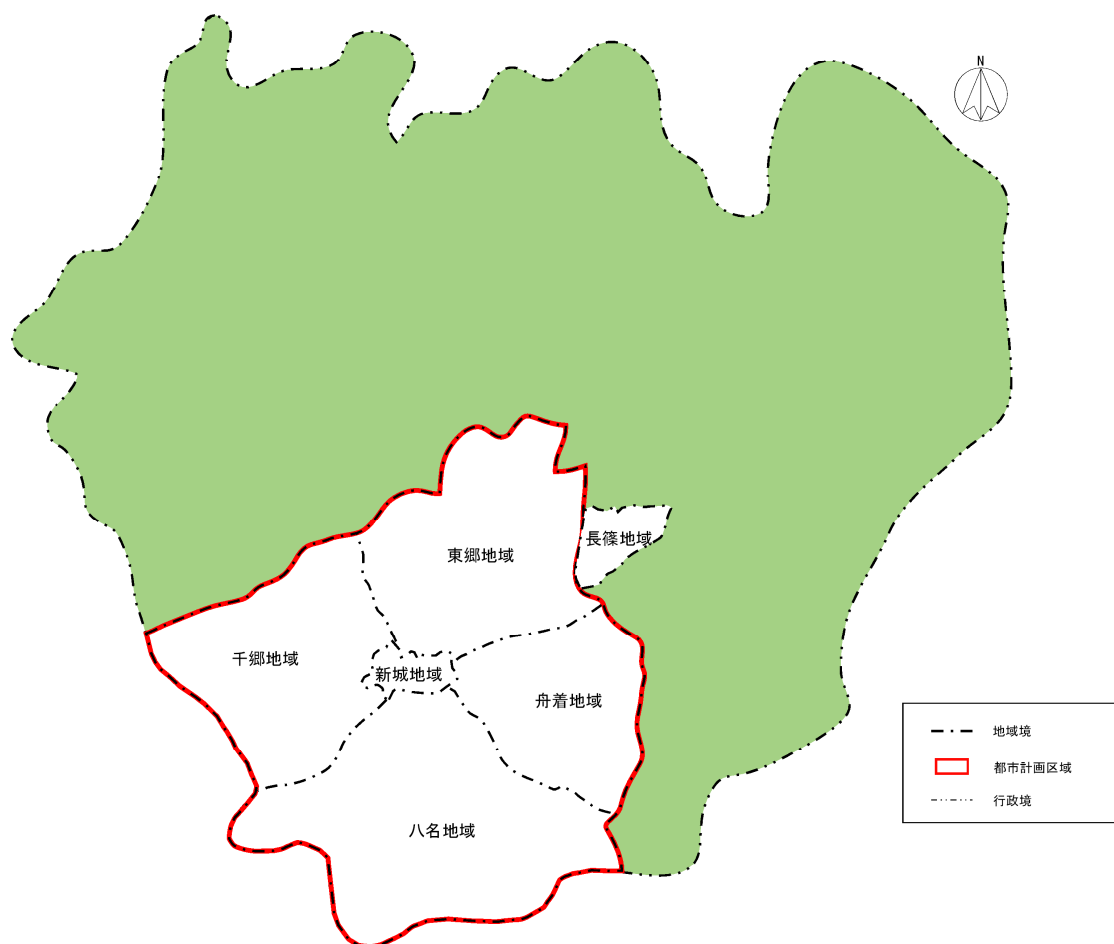 N
長篠地域
東郷地域
千郷地域
新城地域
舟着地域
八名地域
地域境
都市計画区域
行政境